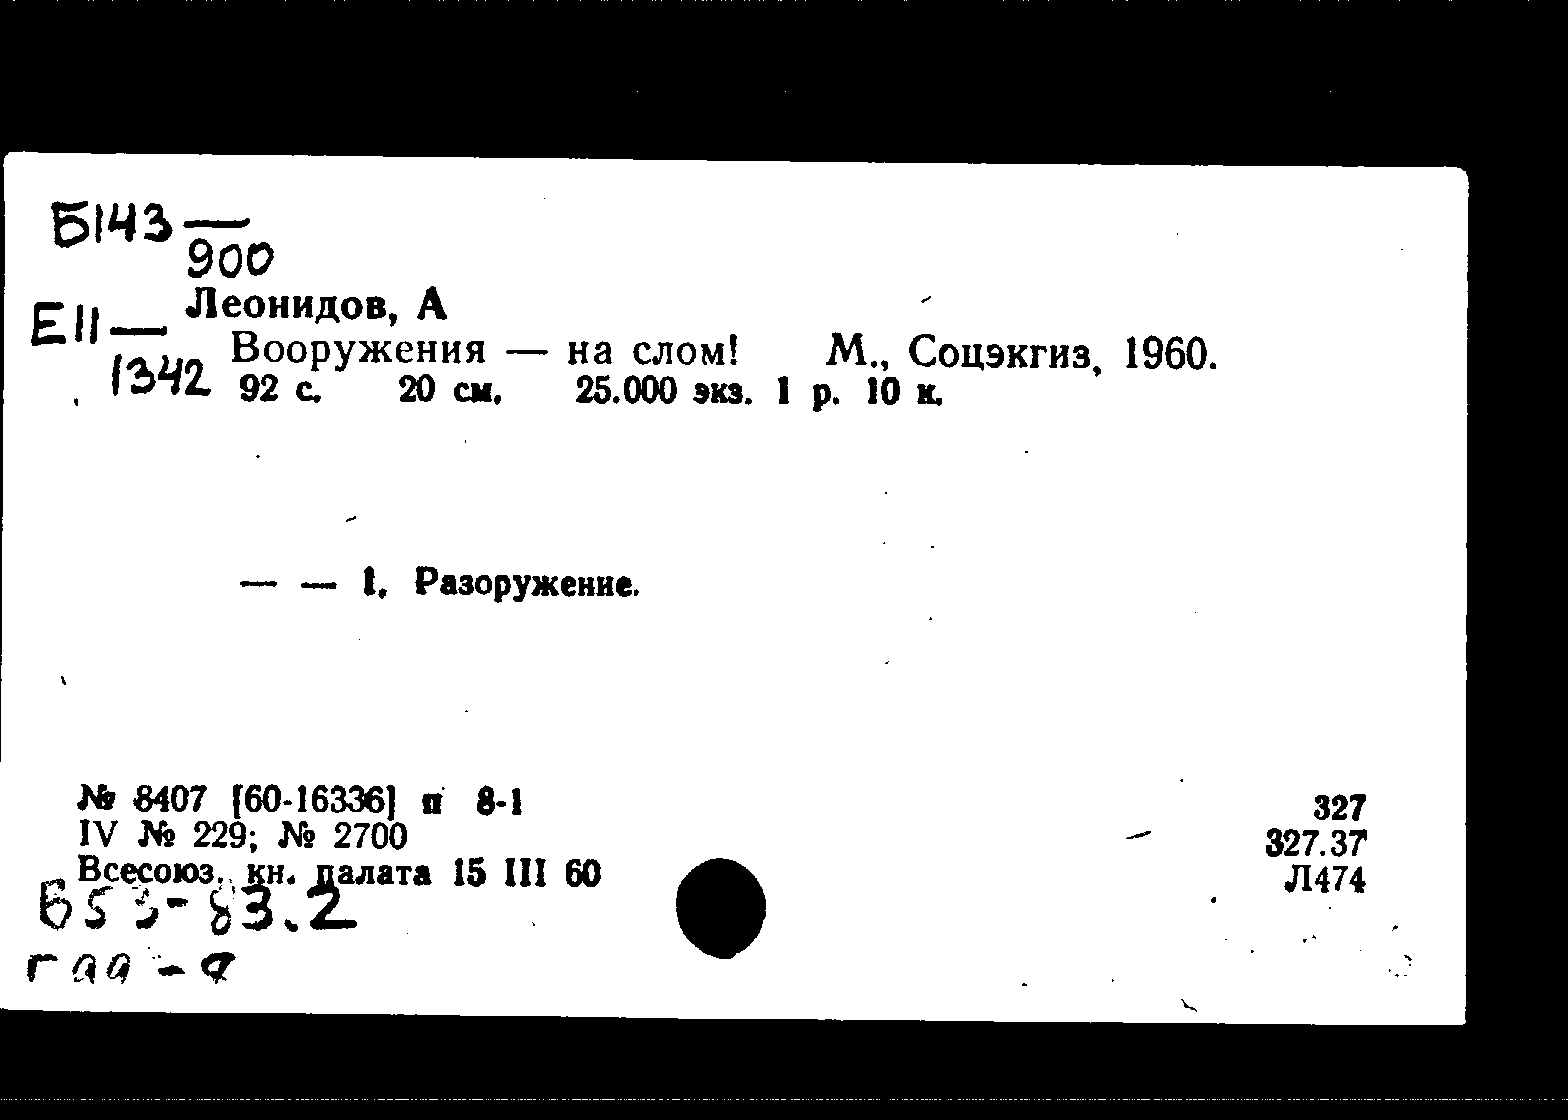 Б143 —
900
Леонидов, А
Е11 —
Вооружения — на слом! М., Соцэкгиз, 1960.
1342
92 с. 20 см. 25.000 экз. 1 р. 10 к.
— — 1. Разоружение.
№ 8407 [60-16336] п 8-1
327
IV № 229; № 2700
327.37
Всесоюз. кн. палата 15 III 60
Л474
Б53-83.2